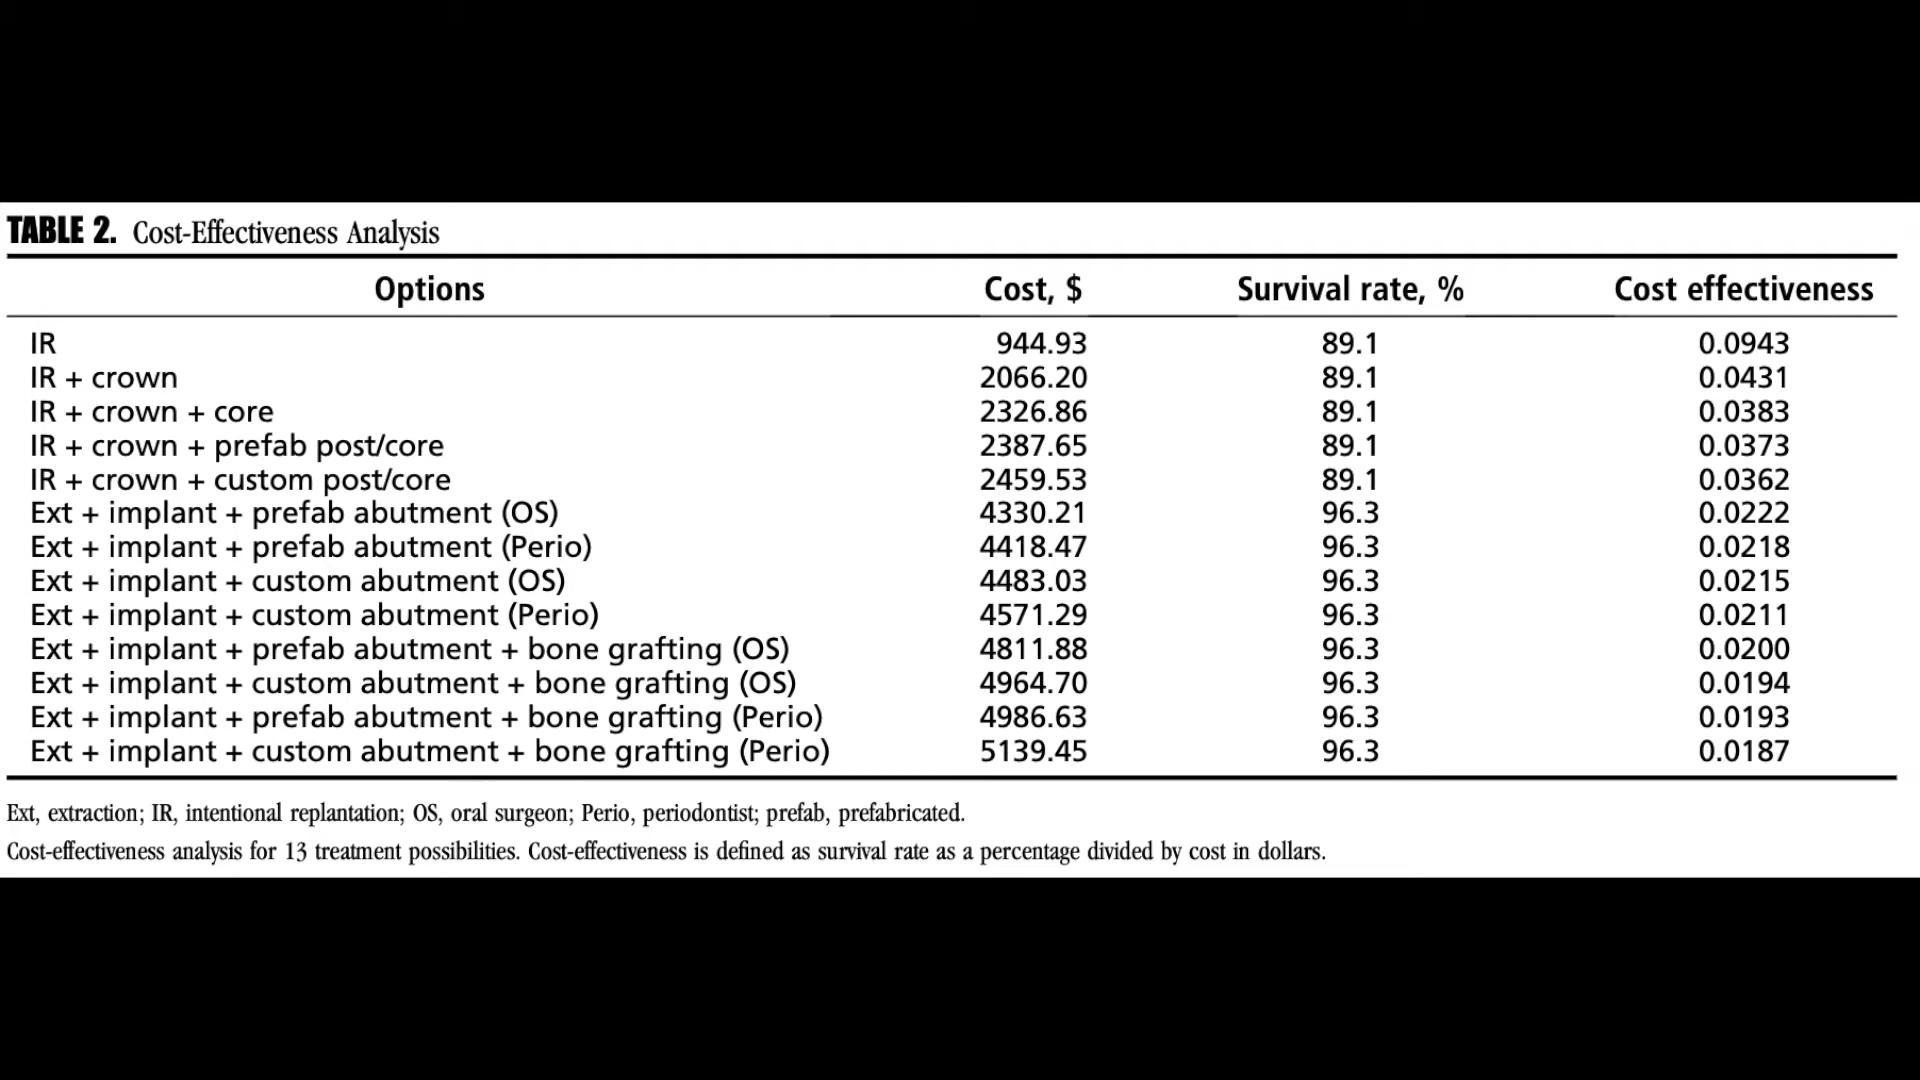 TABLE 2. Cost-Effectiveness Analysis
Options Cost, $ Survival rate, % Cost effectiveness
IR 944.93 89.1 0.0943
IR + crown 2066.20 89.1 0.0431
IR + crown + core 2326.86 89.1 0.0383
IR + crown + prefab post/core 2387.65 89.1 0.0373
IR + crown + custom post/core 2459.53 89.1 0.0362
Ext + implant + prefab abutment (OS) 4330.21 96.3 0.0222
Ext + implant + prefab abutment (Perio) 4418.47 96.3 0.0218
Ext + implant + custom abutment (OS) 4483.03 96.3 0.0215
Ext + implant + custom abutment (Perio) 4571.29 96.3 0.0211
Ext + implant + prefab abutment + bone grafting (OS) 4811.88 96.3 0.0200
Ext + implant + custom abutment + bone grafting (OS) 4964.70 96.3 0.0194
Ext + implant + prefab abutment + bone grafting (Perio) 4986.63 96.3 0.0193
Ext + implant + custom abutment + bone grafting (Perio) 5139.45 96.3 0.0187
Ext, extraction; IR, intentional replantation; OS, oral surgeon; Perio, periodontist; prefab, prefabricated.
Cost-effectiveness analysis for 13 treatment possibilities. Cost-effectiveness is defined as survival rate as a percentage divided by cost in dollars.